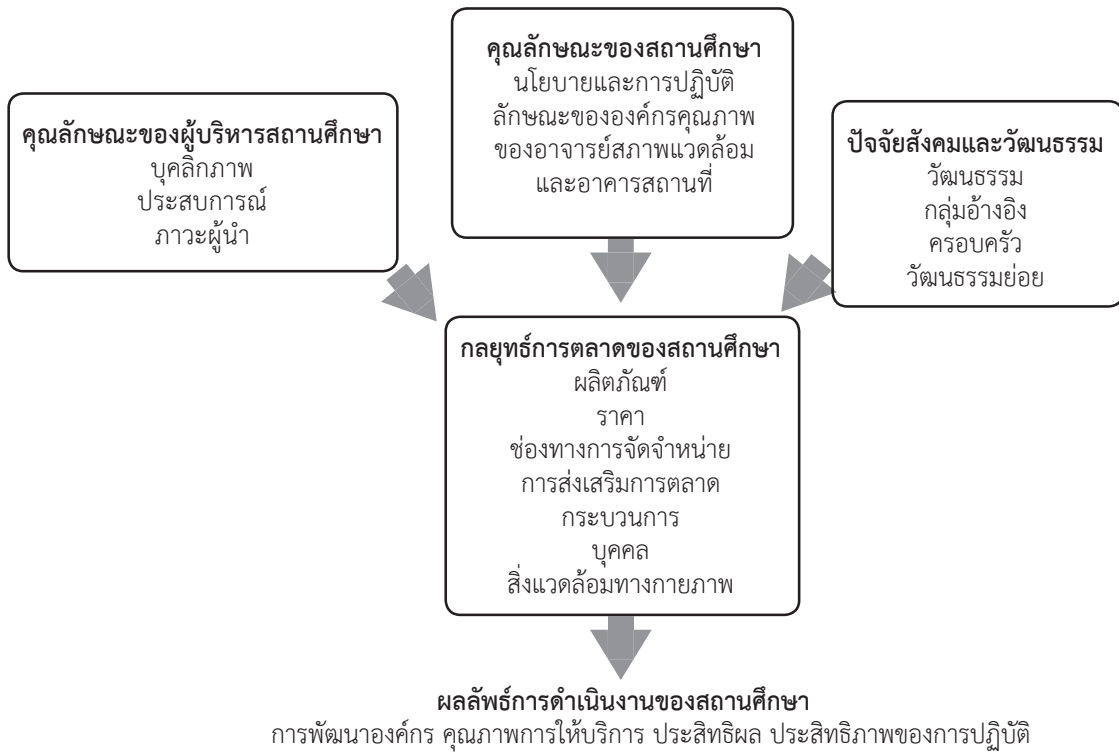 คุณลักษณะของสถานศึกษา
นโยบายและการปฏิบัติ
ลักษณะขององค์กรคุณภาพ
ของอาจารย์สภาพแวดล้อม
และอาคารสถานที่
คุณลักษณะของผู้บริหารสถานศึกษา
บุคลิกภาพ
ประสบการณ์
ภาวะผู้นำ
ปัจจัยสังคมและวัฒนธรรม
วัฒนธรรม
กลุ่มอ้างอิง
ครอบครัว
วัฒนธรรมย่อย
กลยุทธ์การตลาดของสถานศึกษา
ผลิตภัณฑ์
ราคา
ช่องทางการจัดจำหน่าย
การส่งเสริมการตลาด
กระบวนการ
บุคคล
สิ่งแวดล้อมทางกายภาพ
ผลลัพธ์การดำเนินงานของสถานศึกษา
การพัฒนาองค์กร คุณภาพการให้บริการ ประสิทธิผล ประสิทธิภาพของการปฏิบัติ